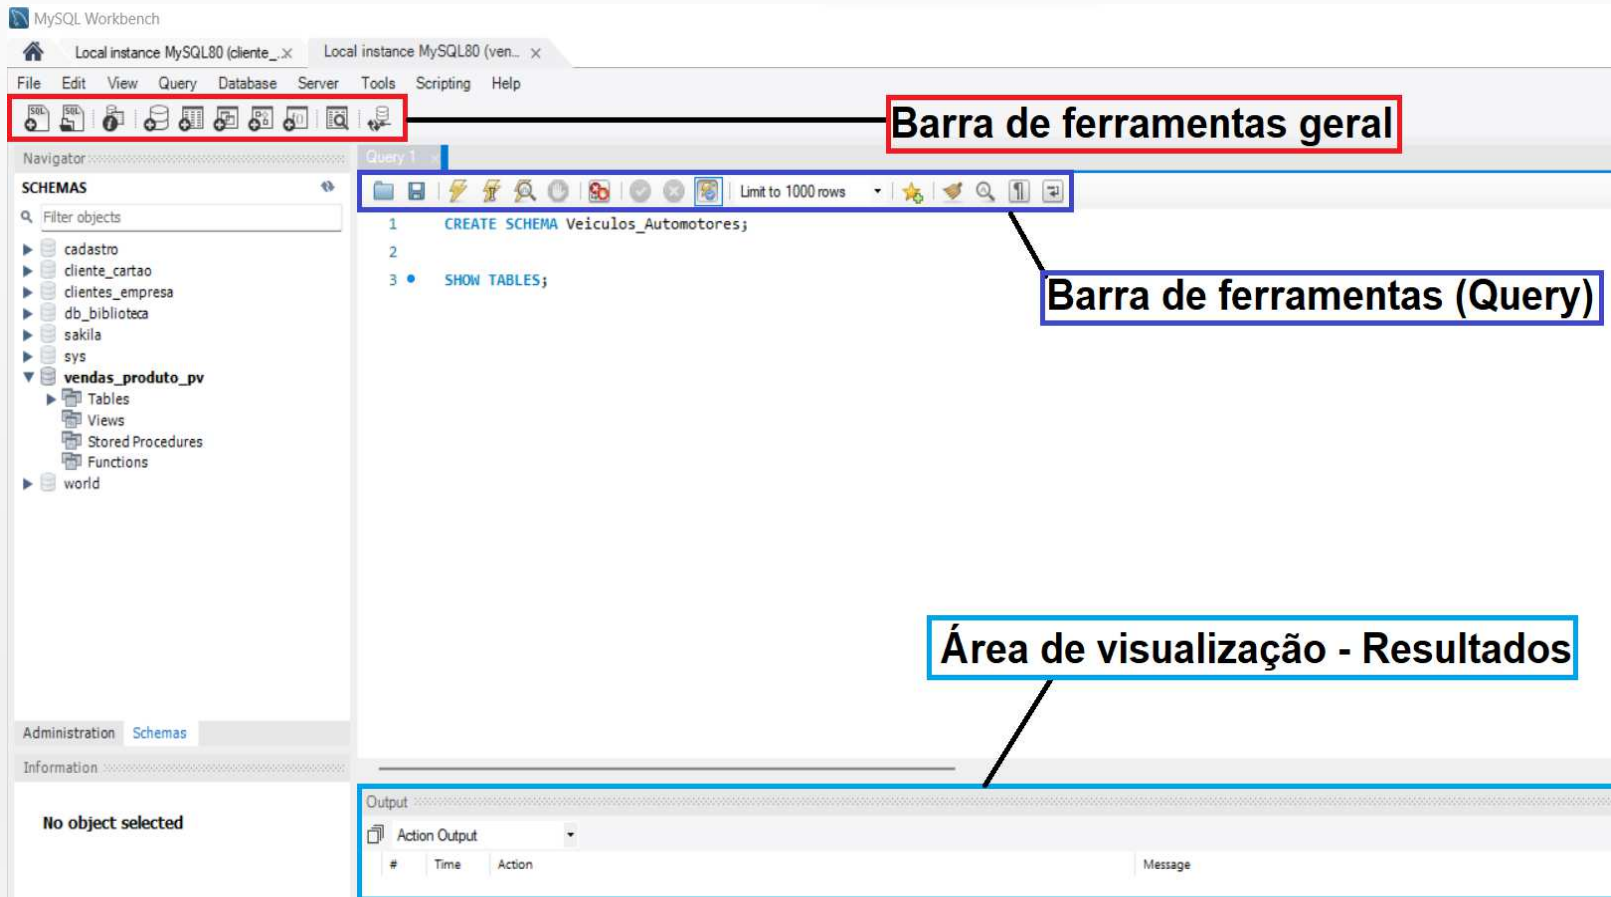 MySQL Workbench
Local instance MySQL80 (cliente_... Local instance MySQL80 (ven...
File Edit View Query Database Server Tools Scripting Help
SQL SQL
Barra de ferramentas geral
Navigator
Query 1
SCHEMAS
Filter objects
Limit to 1000 rows
1 CREATE SCHEMA Veiculos_Automotores;
2
3 SHOW TABLES;
Barra de ferramentas (Query)
cadastro
cliente_cartao
clientes_empresa
db_biblioteca
sakila
sys
vendas_produto_pv
Tables
Views
Stored Procedures
Functions
world
Área de visualização - Resultados
Administration Schemas
Information
No object selected
Output
Action Output
# Time Action Message